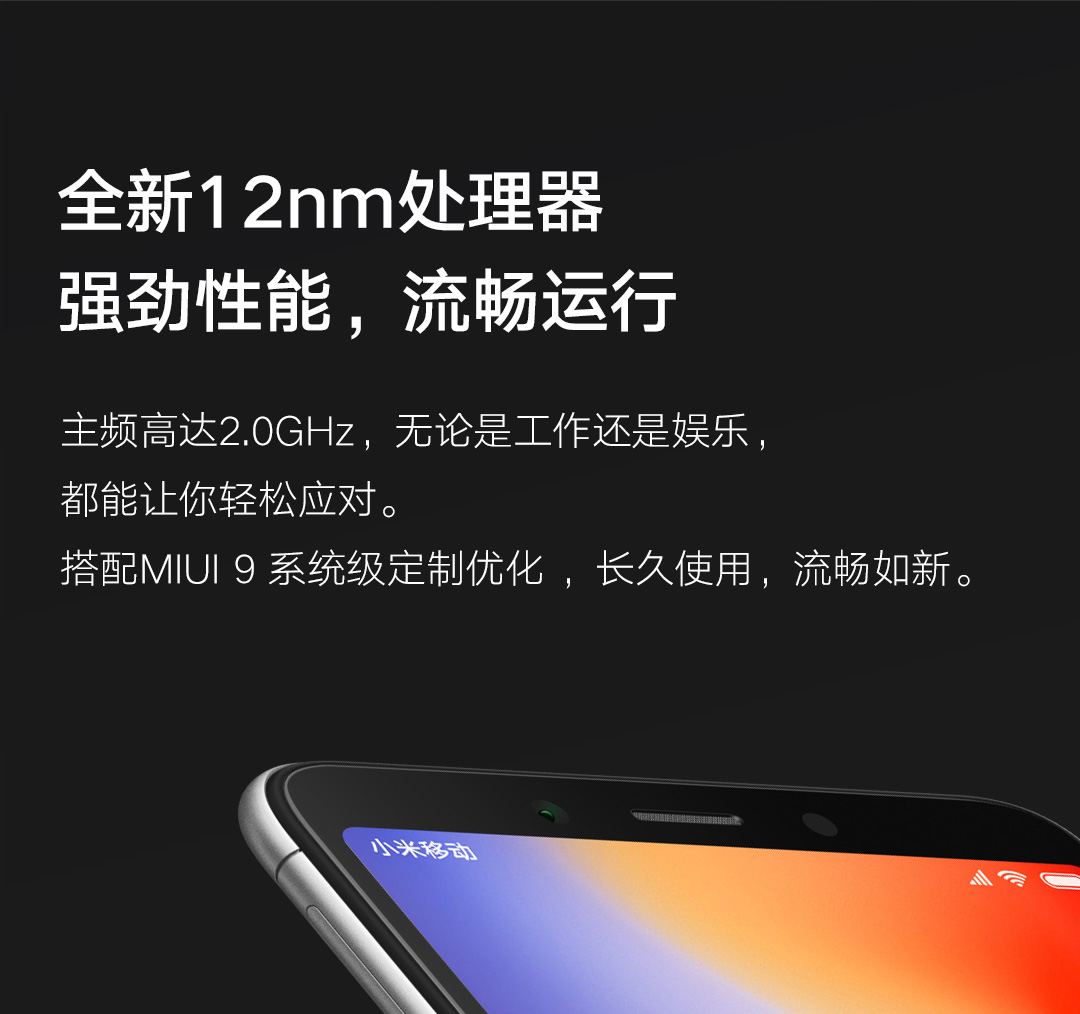 全新12nm处理器
强劲性能，流畅运行
主频高达2.0GHz，无论是工作还是娱乐，
都能让你轻松应对。
搭配MIUI 9 系统级定制优化 ，长久使用，流畅如新。
小米移动